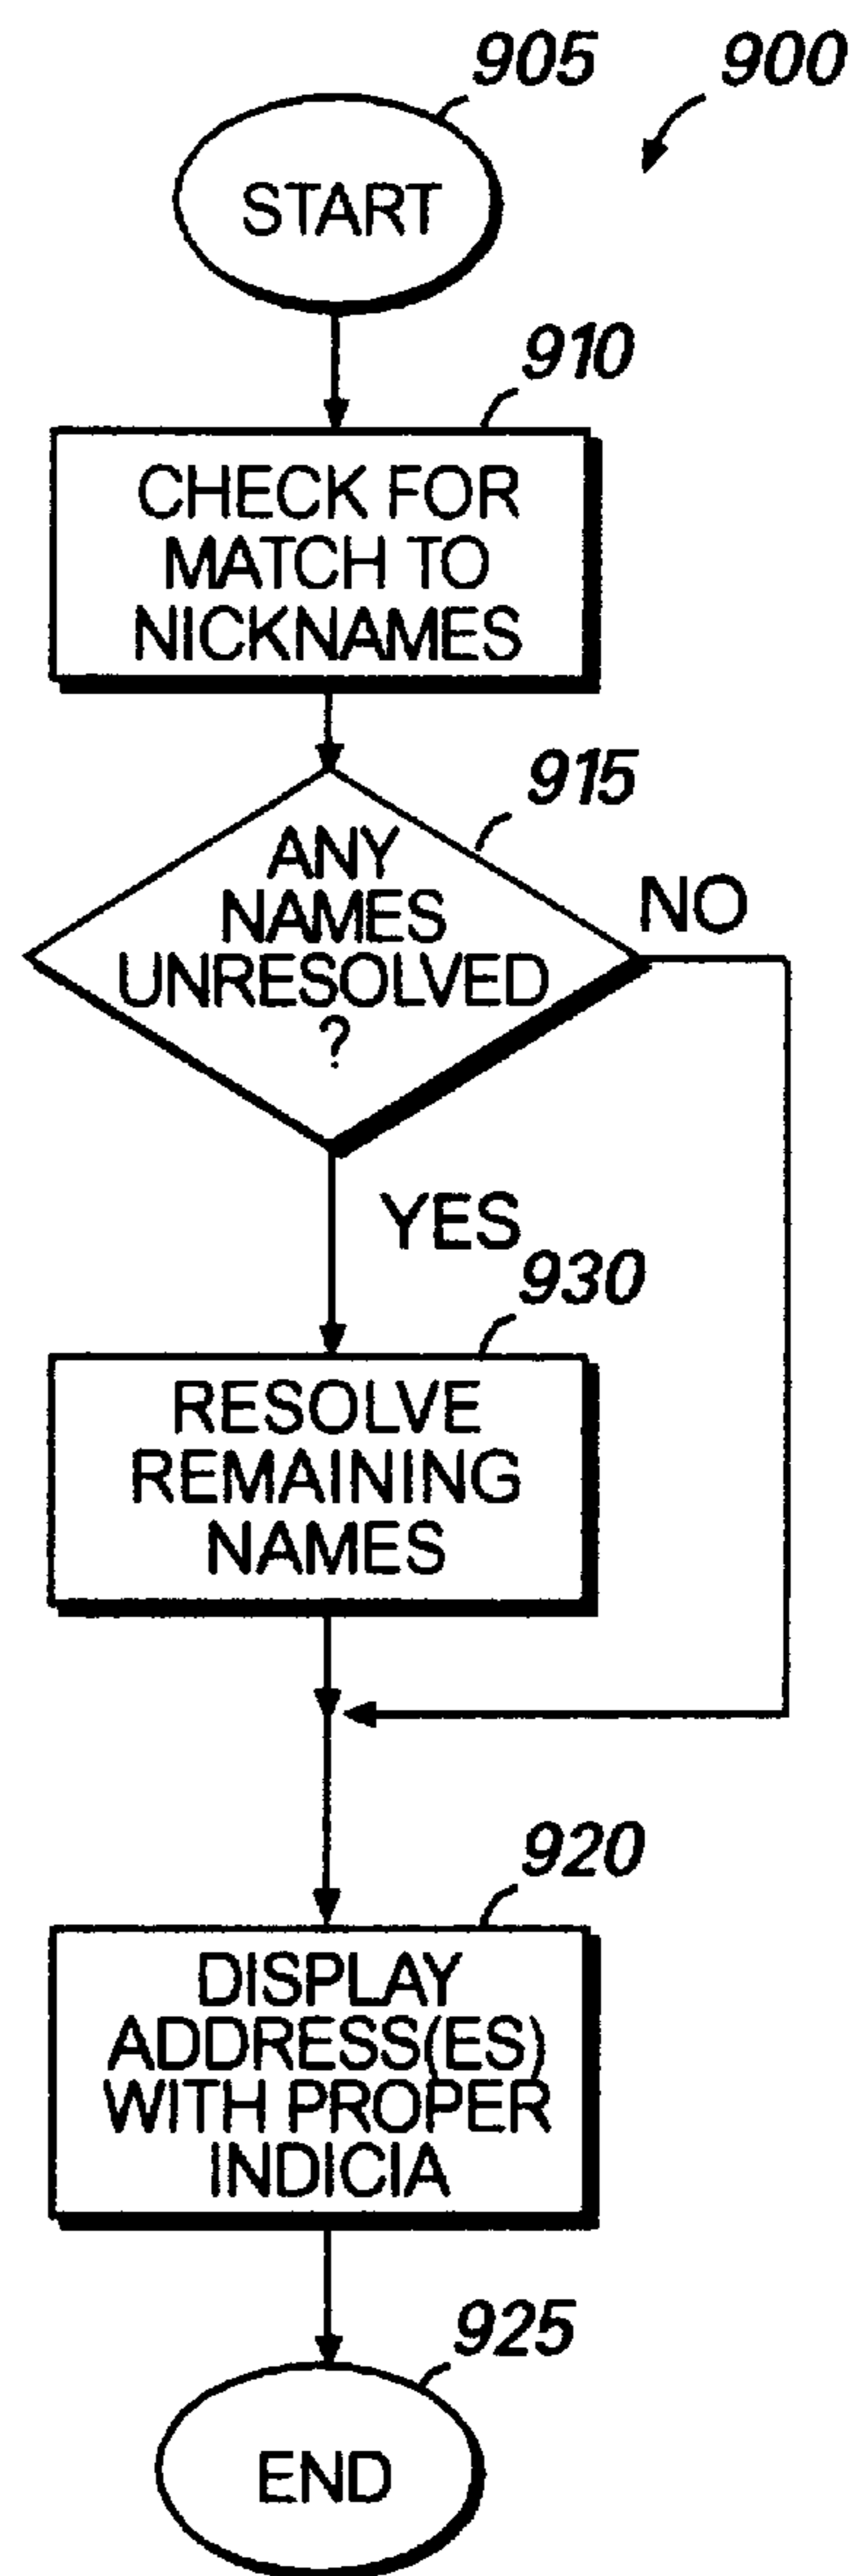 905
900
START
910
CHECK FOR
MATCH TO
NICKNAMES
915
ANY
NAMES
UNRESOLVED
?
NO
YES
930
RESOLVE
REMAINING
NAMES
920
DISPLAY
ADDRESS(ES)
WITH PROPER
INDICIA
925
END